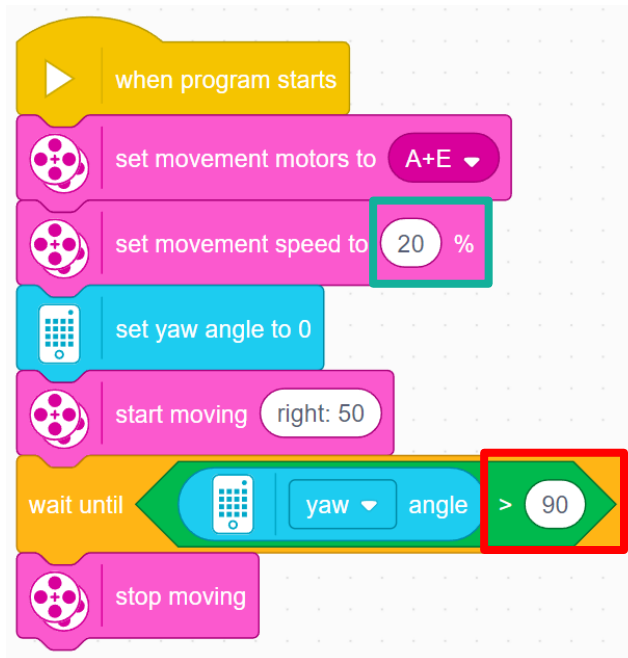 when program starts
set movement motors to A+E
set movement speed to 20 %
set yaw angle to 0
start moving right: 50
wait until yaw angle > 90
stop moving